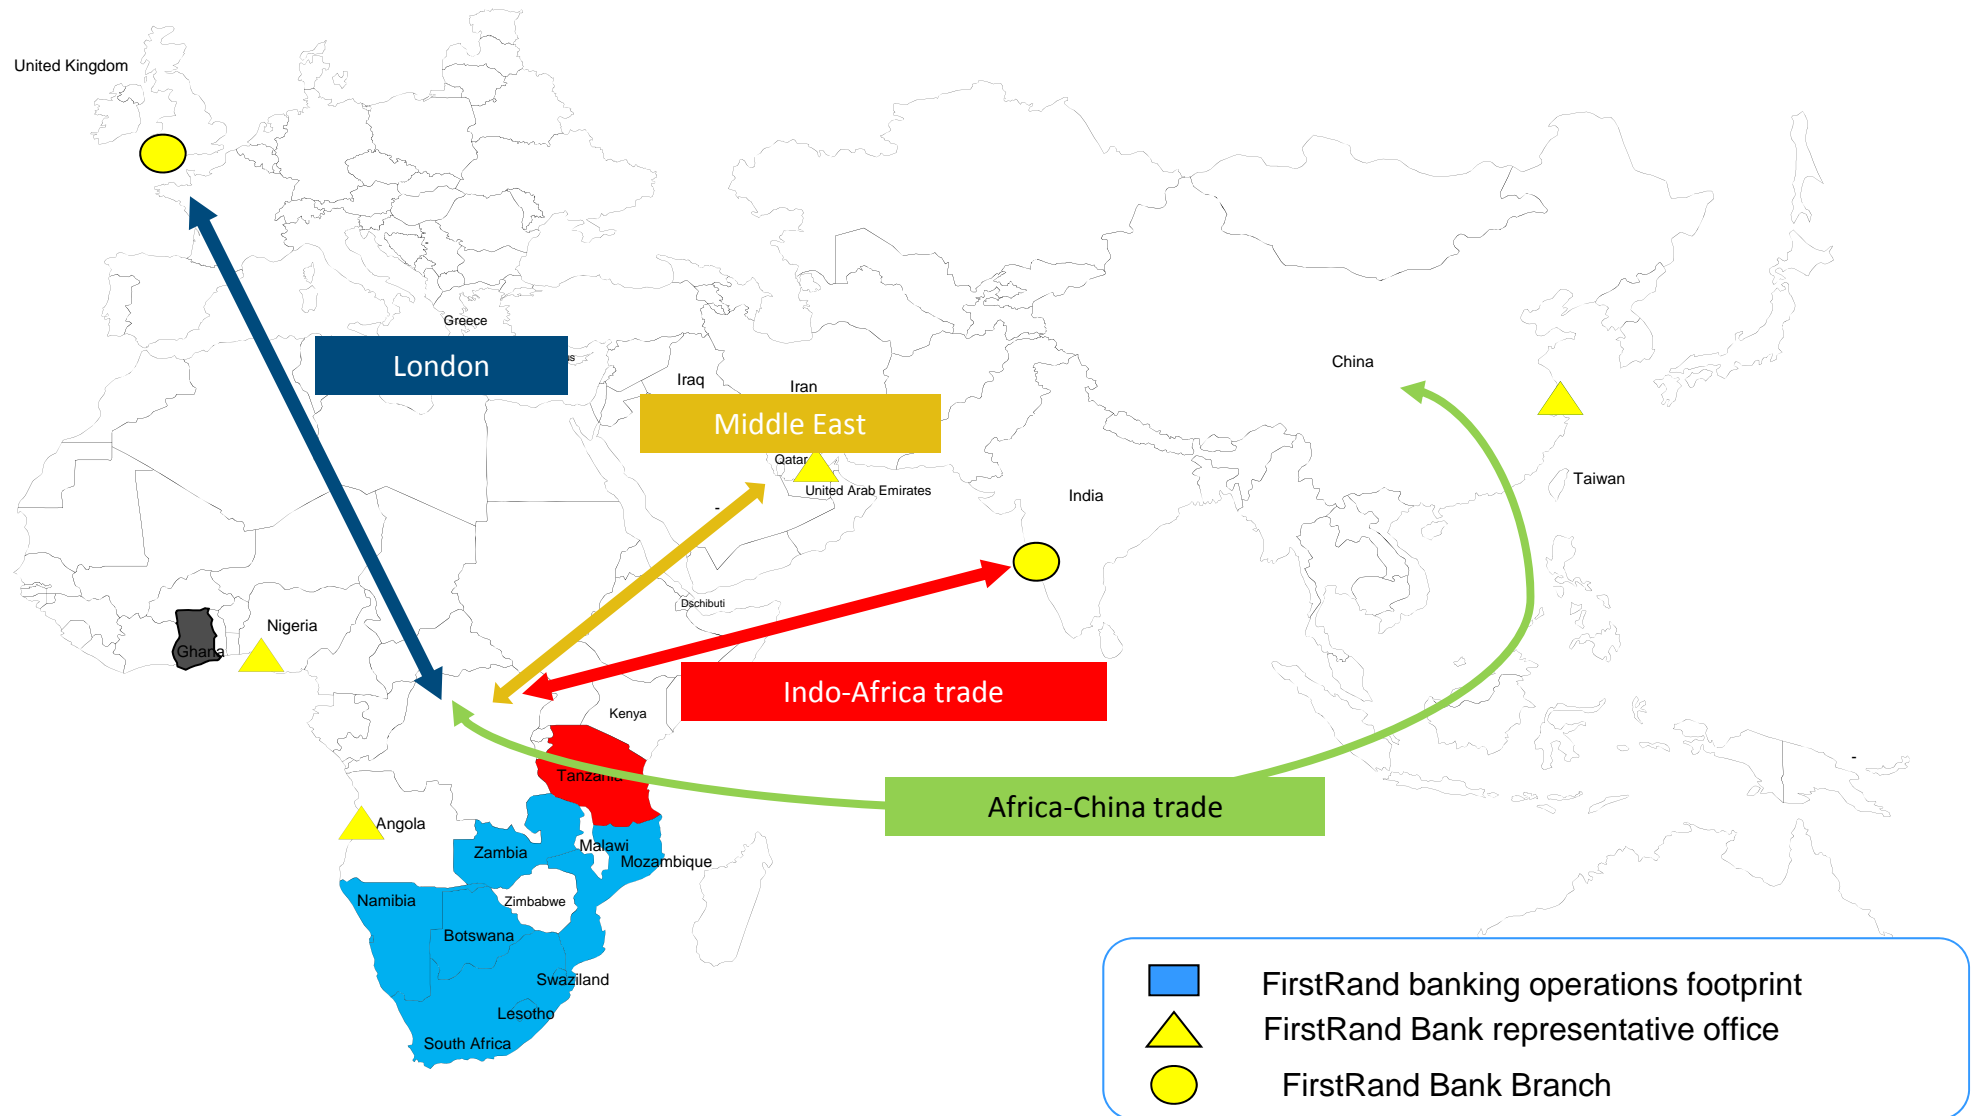 United Kingdom
Greece
London
us
Iraq
Iran
China
Middle East
Qatar
United Arab Emirates
India
Taiwan
-
Dschibuti
Nigeria
Ghana
Indo-Africa trade
Kenya
-
Tanzania
Africa-China trade
Angola
Malawi
Zambia
Mozambique
Namibia
Zimbabwe
Botswana
Swaziland
Lesotho
South Africa
FirstRand banking operations footprint
FirstRand Bank representative office
FirstRand Bank Branch